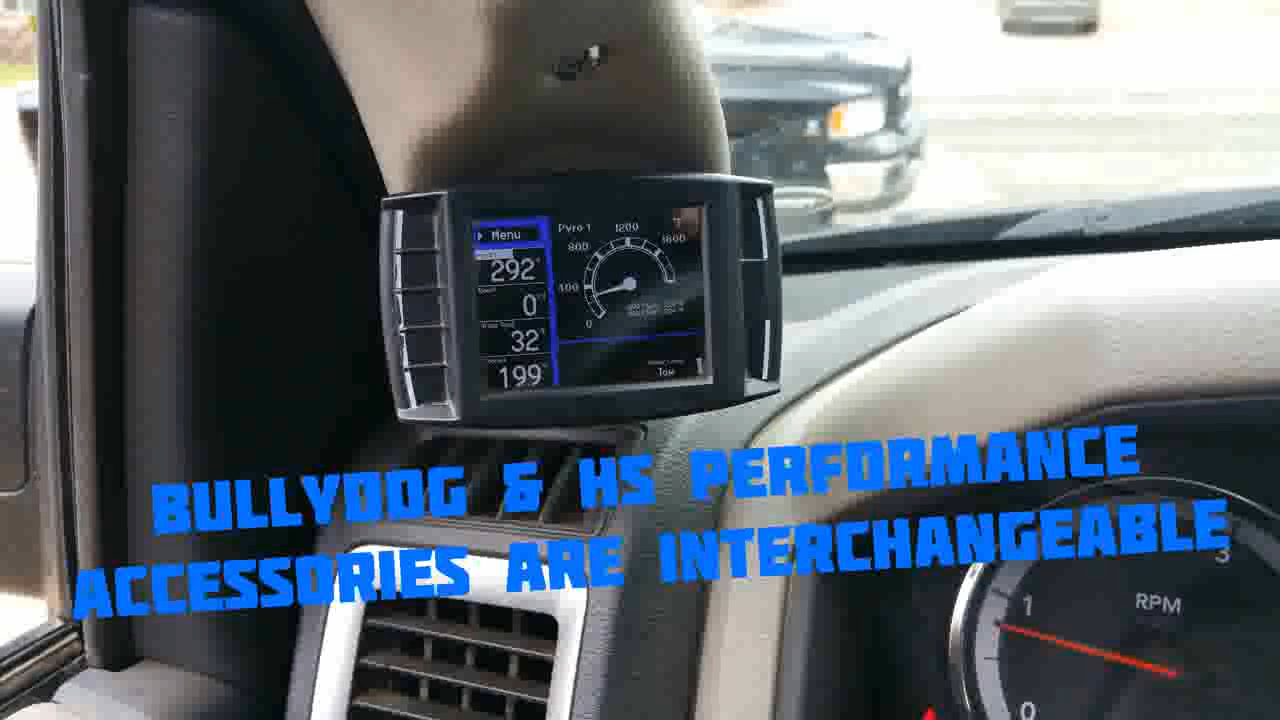 Menu
Pyro 1
1200
800
1600
292°
400
0
0
32
199
Tow
BULLYDOG & HS PERFORMANCE
ACCESSORIES ARE INTERCHANGEABLE
3
1
RPM
0